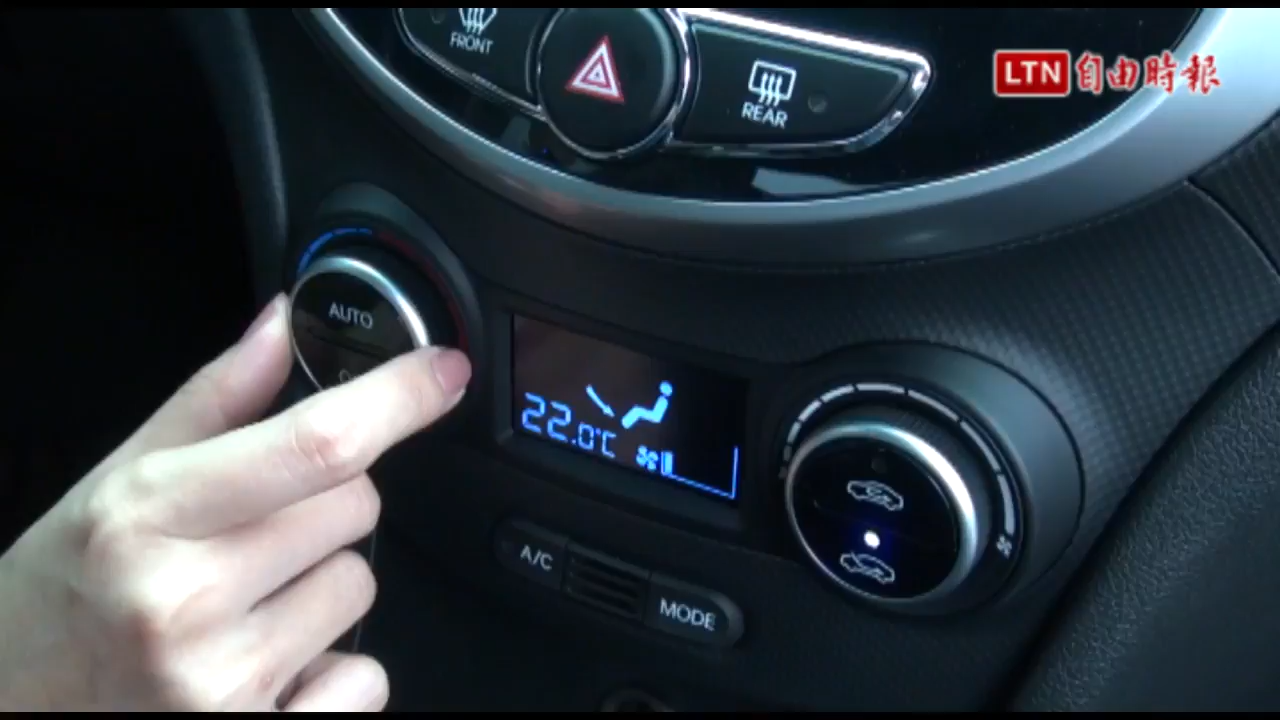 FRONT
REAR
LTN自由時報
AUTO
22.0°C
A/C
MODE